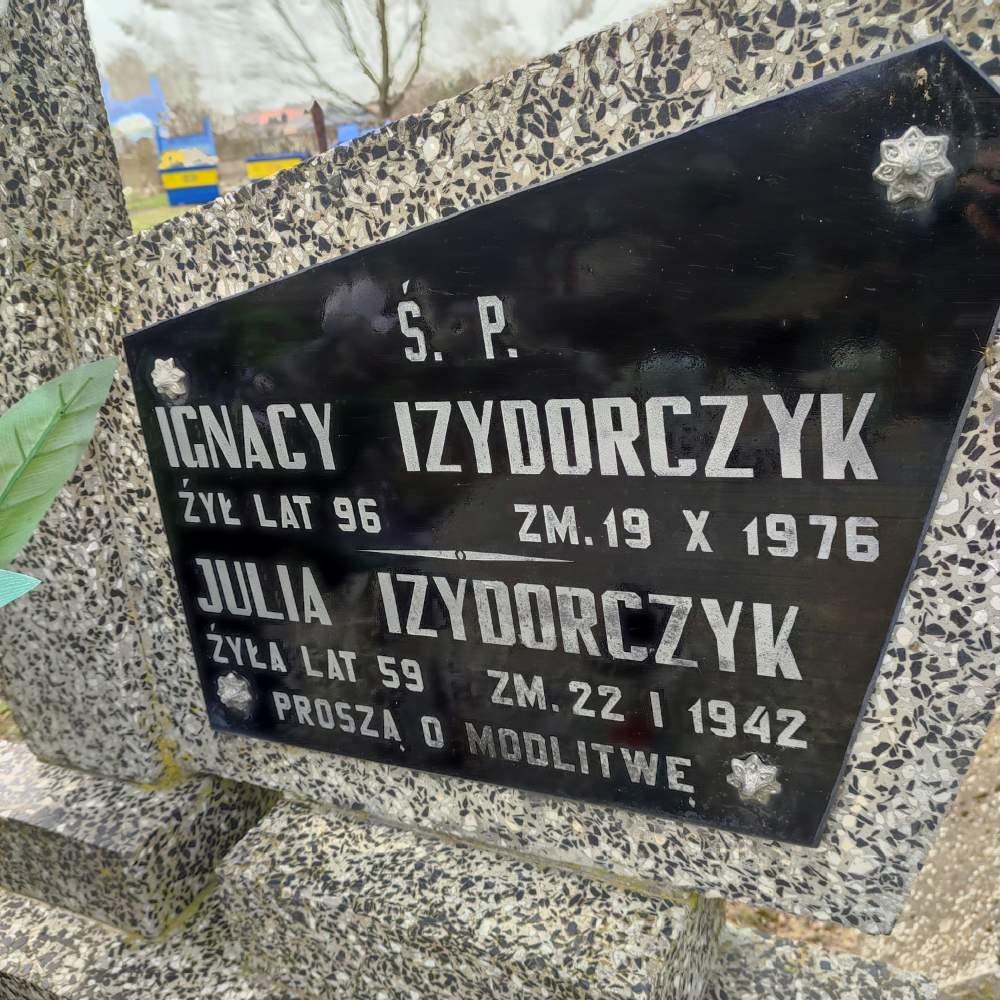 Ś. P.
IGNACY IZYDORCZYK
ŻYŁ LAT 96 ZM. 19 X 1976
JULIA IZYDORCZYK
ŻYŁA LAT 59 ZM. 22 I 1942
PROSZĄ O MODLITWĘ